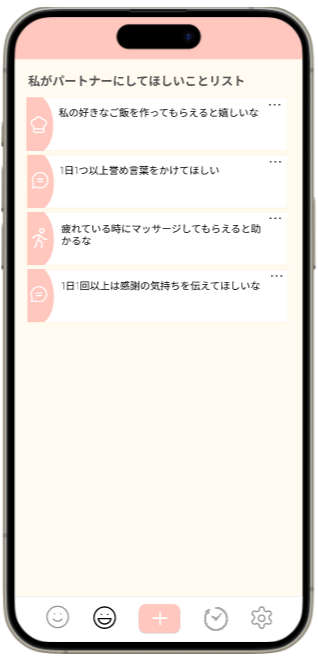 私がパートナーにしてほしいことリスト
私の好きなご飯を作ってもらえると嬉しいな
1日1つ以上誉め言葉をかけてほしい
疲れている時にマッサージしてもらえると助
かるな
1日1回以上は感謝の気持ちを伝えてほしいな